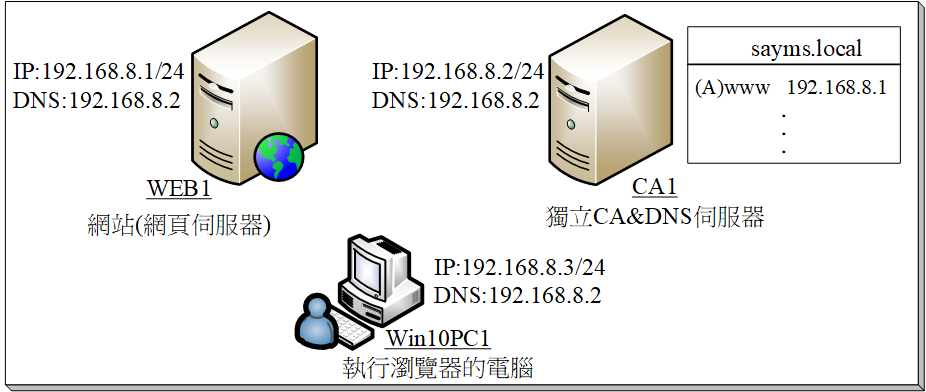 IP:192.168.8.1/24
DNS:192.168.8.2
WEB1
網站(網頁伺服器)
IP:192.168.8.2/24
DNS:192.168.8.2
CA1
獨立CA&DNS伺服器
sayms.local
(A)www 192.168.8.1
.
.
.
IP:192.168.8.3/24
DNS:192.168.8.2
Win10PC1
執行瀏覽器的電腦